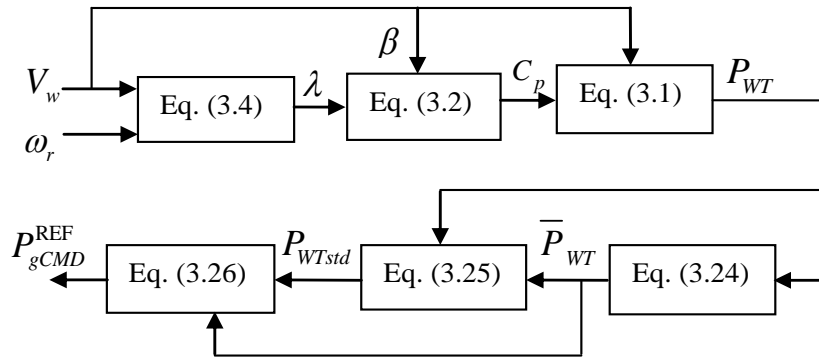 β
V_w
Eq. (3.4)
λ
Eq. (3.2)
C_p
Eq. (3.1)
P_WT
ω_r
P_gCMD^REF
Eq. (3.26)
P_WTstd
Eq. (3.25)
P̅_WT
Eq. (3.24)